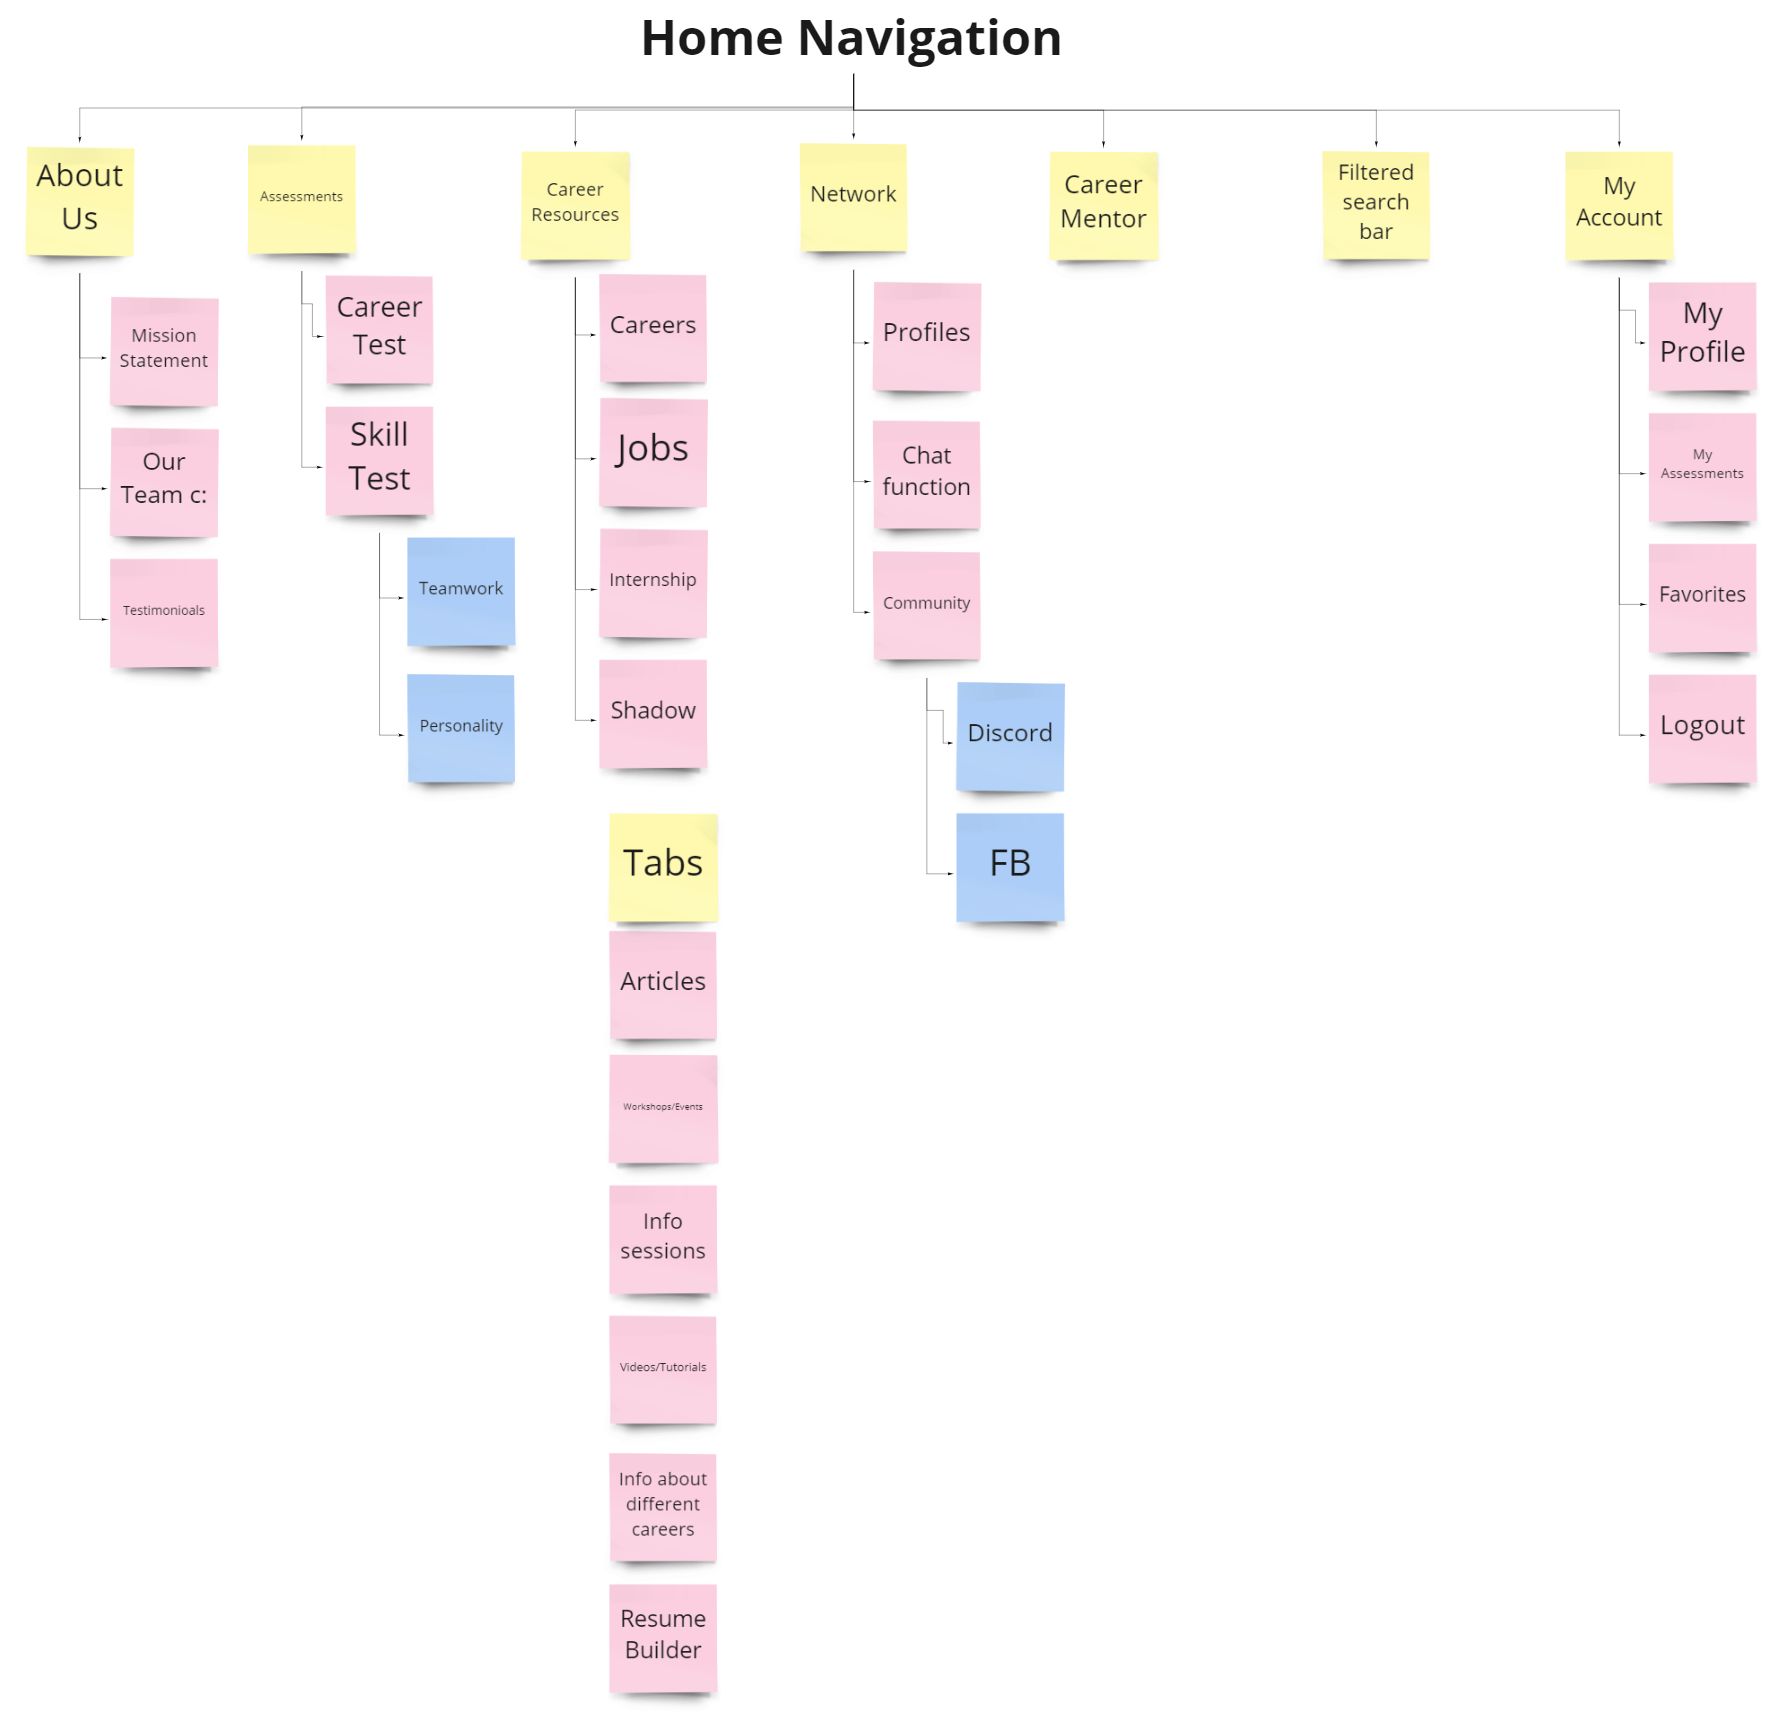 Home Navigation
About
Us
Assessments
Career
Resources
Network
Career
Mentor
Filtered
search
bar
My
Account
Mission
Statement
Our
Team c:
Testimonioals
Career
Test
Skill
Test
Teamwork
Personality
Careers
Jobs
Internship
Shadow
Tabs
Articles
Workshops/Events
Info
sessions
Videos/Tutorials
Info about
different
careers
Resume
Builder
Profiles
Chat
function
Community
Discord
FB
My
Profile
My
Assessments
Favorites
Logout